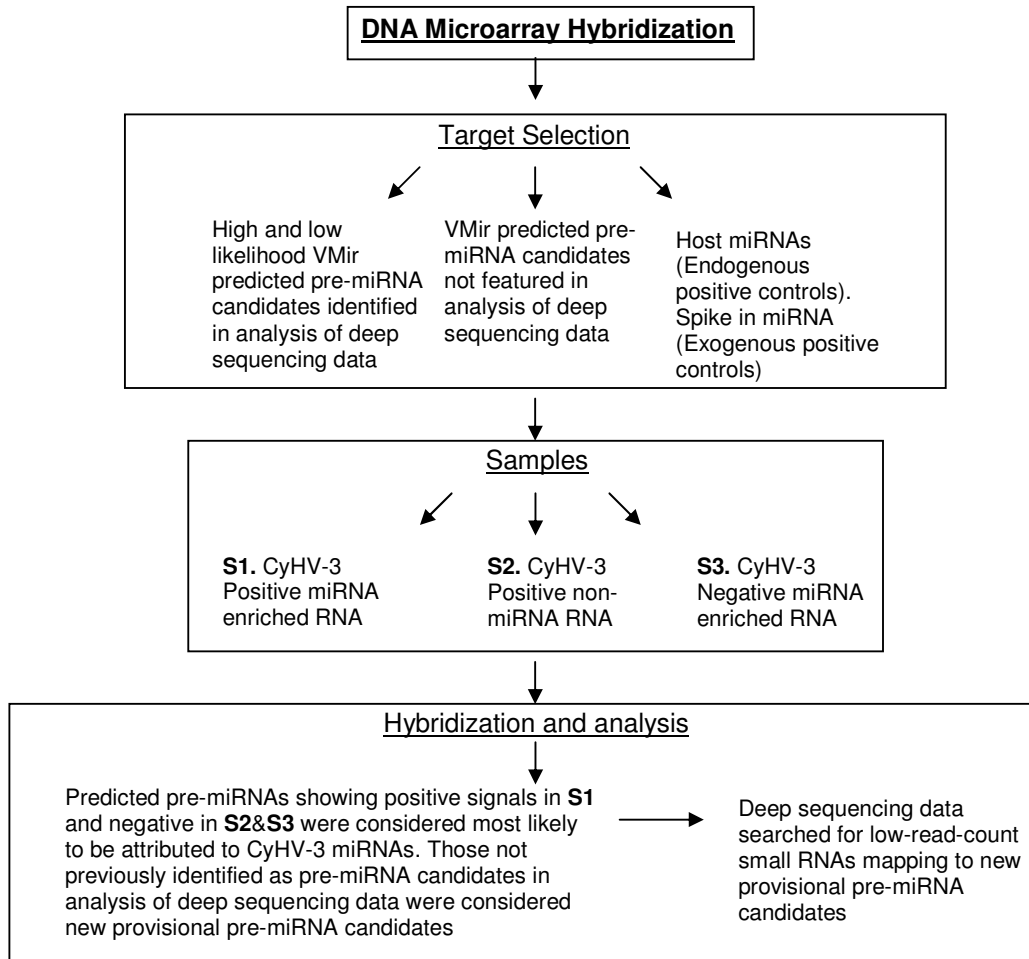 DNA Microarray Hybridization
Target Selection
High and low
likelihood VMir
predicted pre-miRNA
candidates identified
in analysis of deep
sequencing data
VMir predicted pre-
miRNA candidates
not featured in
analysis of deep
sequencing data
Host miRNAs
(Endogenous
positive controls).
Spike in miRNA
(Exogenous positive
controls)
Samples
S1. CyHV-3
Positive miRNA
enriched RNA
S2. CyHV-3
Positive non-
miRNA RNA
S3. CyHV-3
Negative miRNA
enriched RNA
Hybridization and analysis
Predicted pre-miRNAs showing positive signals in S1
and negative in S2&S3 were considered most likely
to be attributed to CyHV-3 miRNAs. Those not
previously identified as pre-miRNA candidates in
analysis of deep sequencing data were considered
new provisional pre-miRNA candidates
Deep sequencing data
searched for low-read-count
small RNAs mapping to new
provisional pre-miRNA
candidates